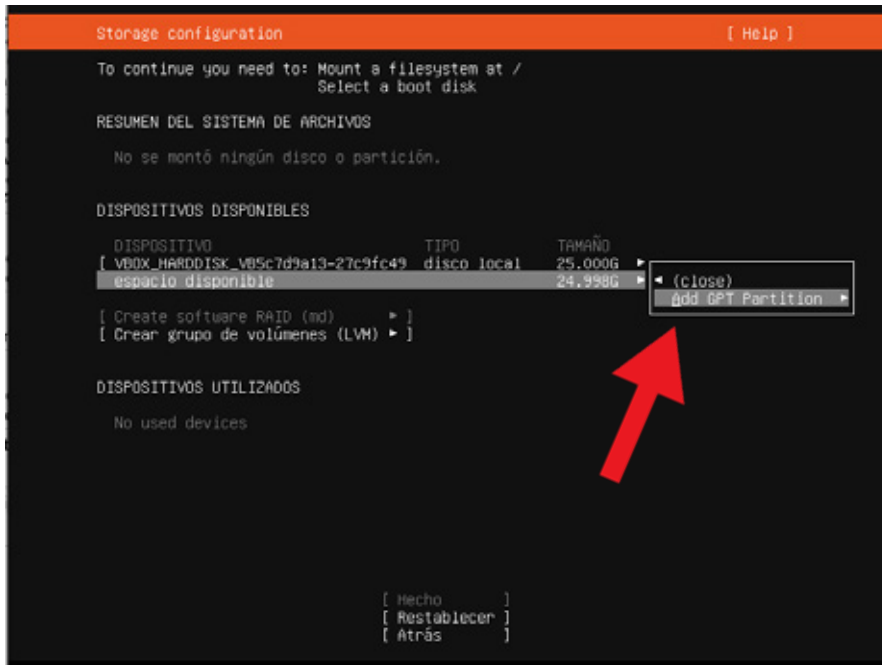 Storage configuration [ Help ]
To continue you need to: Mount a filesystem at /
Select a boot disk
RESUMEN DEL SISTEMA DE ARCHIVOS
No se montó ningún disco o partición.
DISPOSITIVOS DISPONIBLES
DISPOSITIVO TIPO TAMAÑO
[ VBOX_HARDDISK_VB5c7d9a13-27c9fc49 disco local 25.000G ▸
espacio disponible 24.998G ▸
◂ (close)
Add GPT Partition ▸
[ Create software RAID (md) ▸ ]
[ Crear grupo de volúmenes (LVM) ▸ ]
DISPOSITIVOS UTILIZADOS
No used devices
[ Hecho ]
[ Restablecer ]
[ Atrás ]